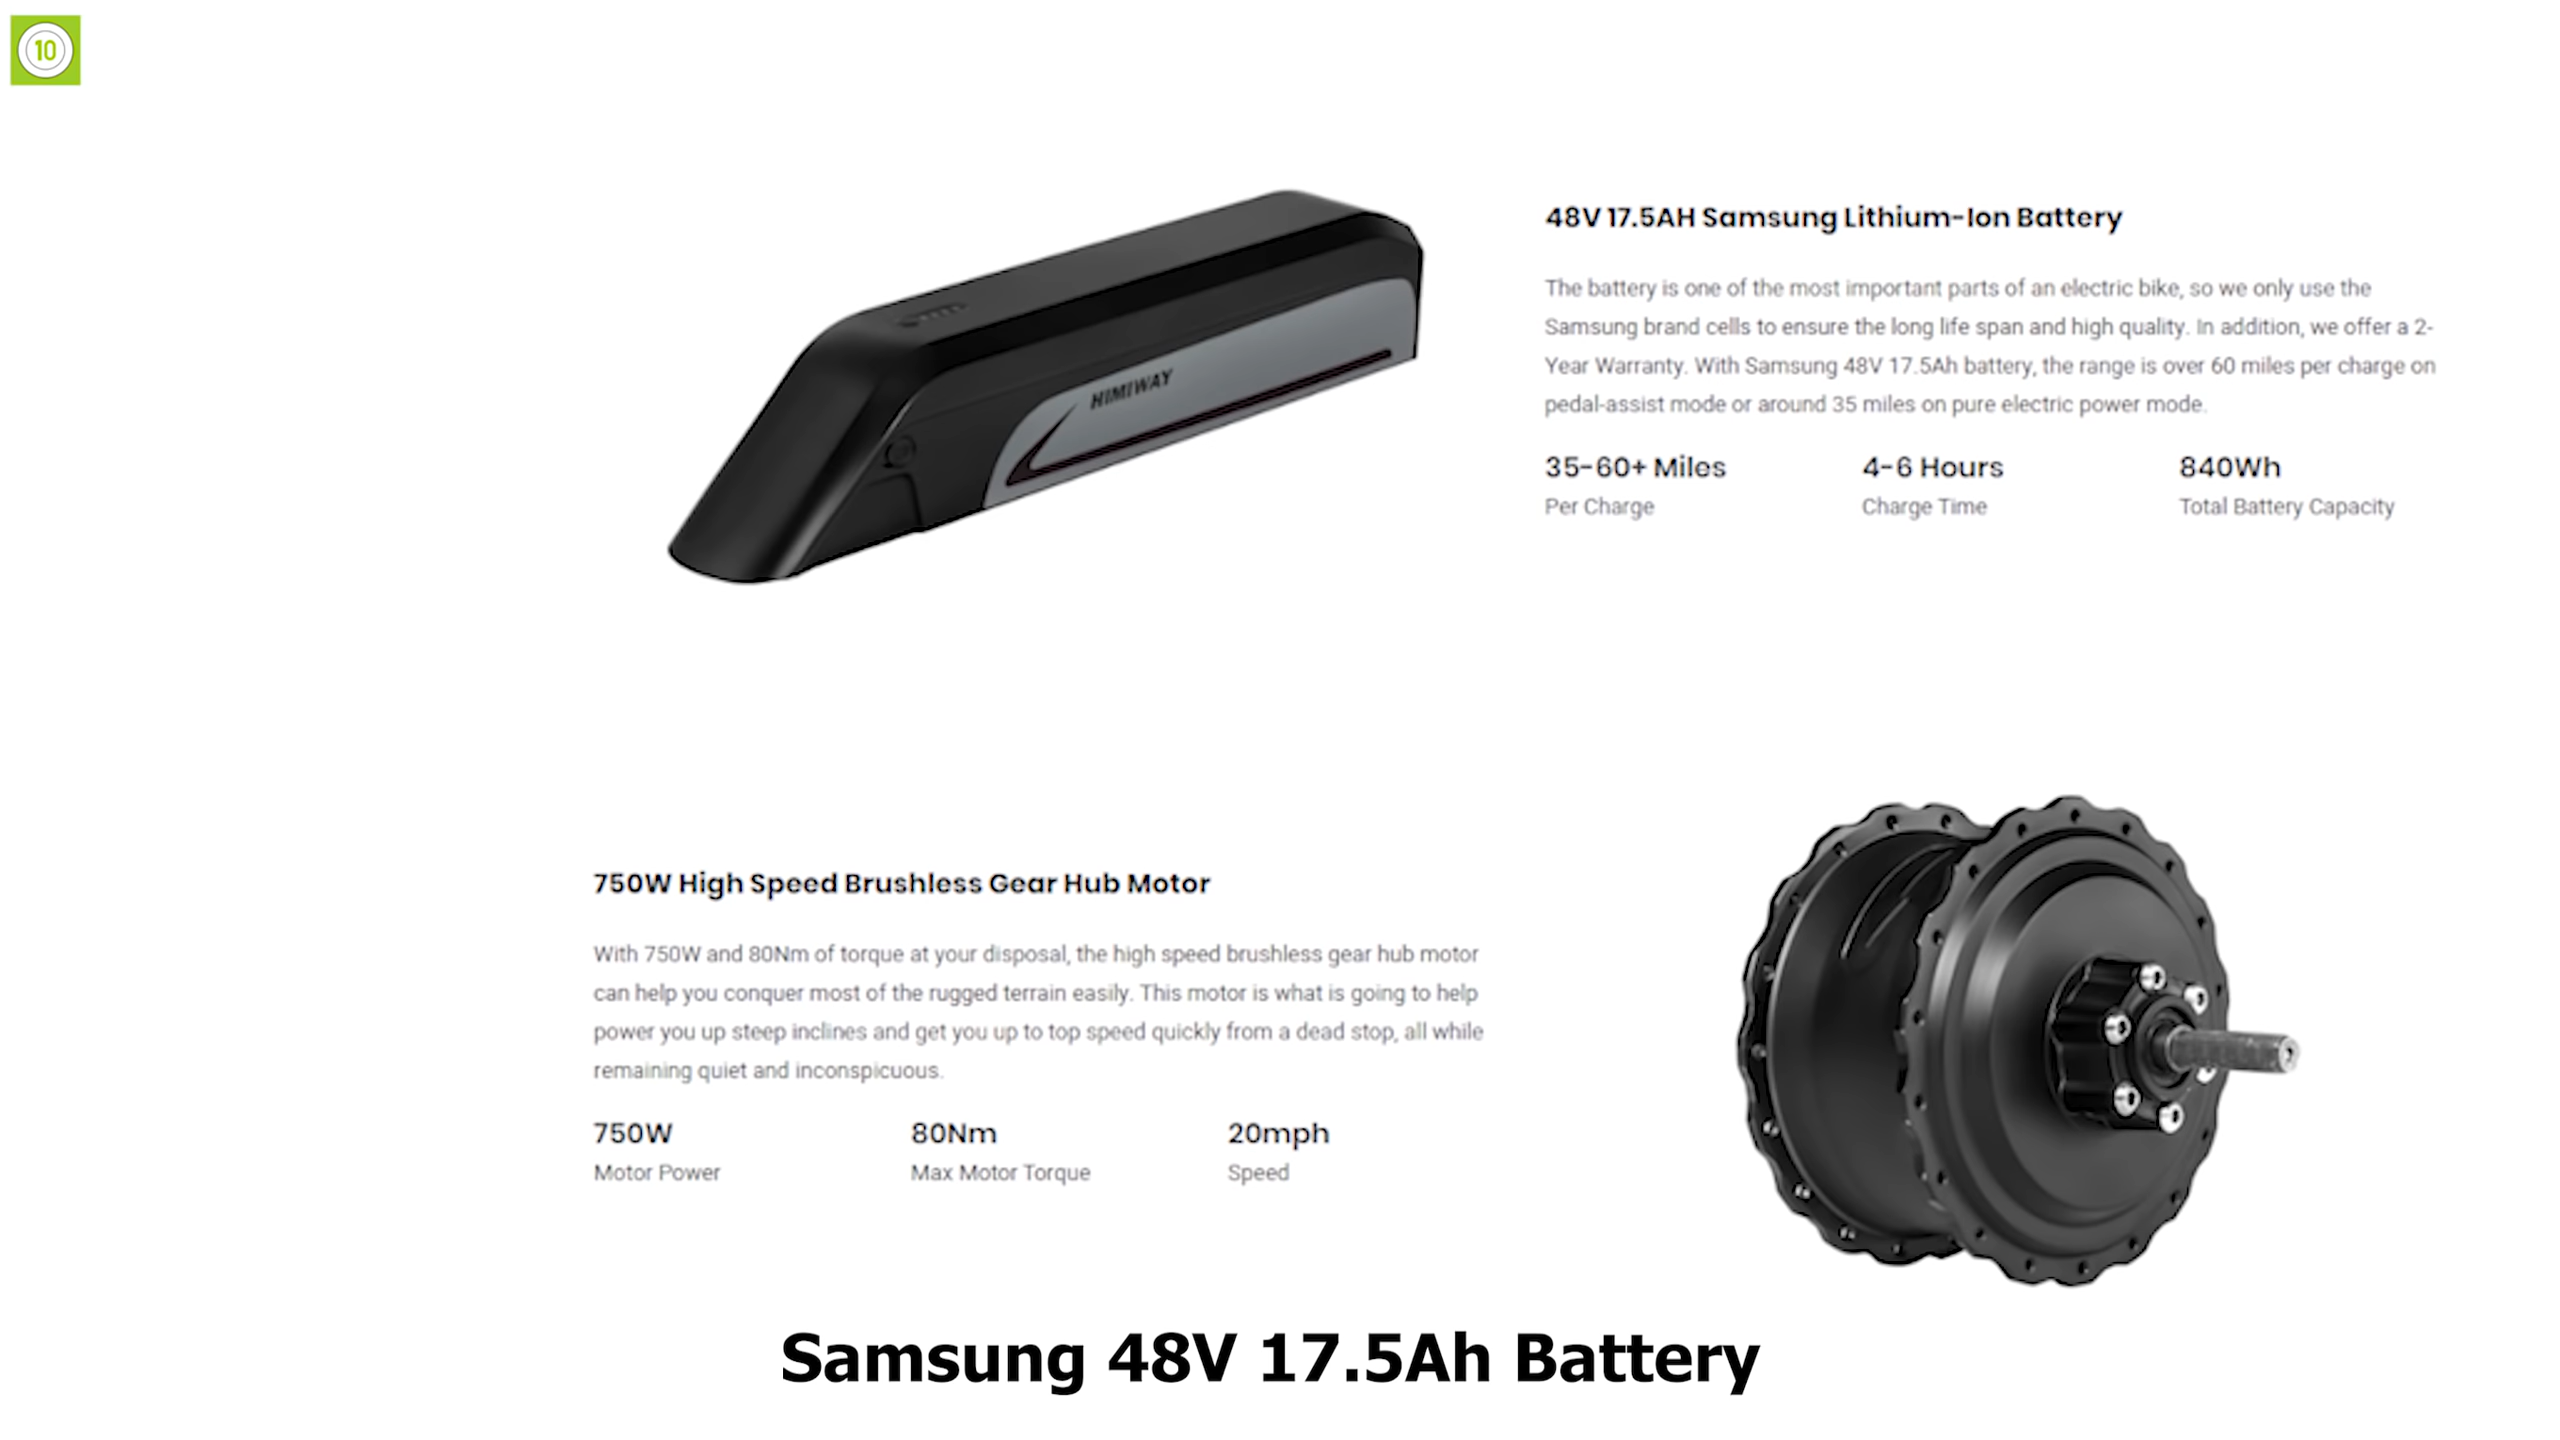 10
48V 17.5AH Samsung Lithium-Ion Battery
The battery is one of the most important parts of an electric bike, so we only use the
Samsung brand cells to ensure the long life span and high quality. In addition, we offer a 2-
Year Warranty. With Samsung 48V 17.5Ah battery, the range is over 60 miles per charge on
pedal-assist mode or around 35 miles on pure electric power mode.
35-60+ Miles
Per Charge
4-6 Hours
Charge Time
840Wh
Total Battery Capacity
HIMIWAY
750W High Speed Brushless Gear Hub Motor
With 750W and 80Nm of torque at your disposal, the high speed brushless gear hub motor
can help you conquer most of the rugged terrain easily. This motor is what is going to help
power you up steep inclines and get you up to top speed quickly from a dead stop, all while
remaining quiet and inconspicuous.
750W
Motor Power
80Nm
Max Motor Torque
20mph
Speed
Samsung 48V 17.5Ah Battery